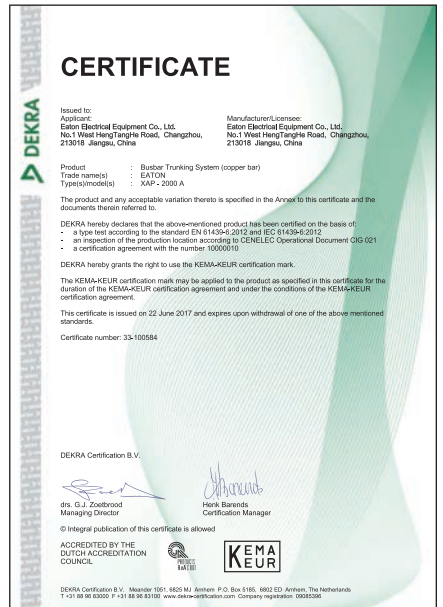 CERTIFICATE
DEKRA
Issued to:
Applicant:
Eaton Electrical Equipment Co., Ltd.
No.1 West HengTangHe Road, Changzhou,
213018 Jiangsu, China
Manufacturer/Licensee:
Eaton Electrical Equipment Co., Ltd.
No.1 West HengTangHe Road, Changzhou,
213018 Jiangsu, China
Product : Busbar Trunking System (copper bar)
Trade name(s) : EATON
Type(s)/model(s) : XAP - 2000 A
The product and any acceptable variation thereto is specified in the Annex to this certificate and the
documents therein referred to.
DEKRA hereby declares that the above-mentioned product has been certified on the basis of:
- a type test according to the standard EN 61439-6:2012 and IEC 61439-6:2012
- an inspection of the production location according to CENELEC Operational Document CIG 021
- a certification agreement with the number 10000010
DEKRA hereby grants the right to use the KEMA-KEUR certification mark.
The KEMA-KEUR certification mark may be applied to the product as specified in this certificate for the
duration of the KEMA-KEUR certification agreement and under the conditions of the KEMA-KEUR
certification agreement.
This certificate is issued on 22 June 2017 and expires upon withdrawal of one of the above mentioned
standards.
Certificate number: 33-100584
DEKRA Certification B.V.
drs. G.J. Zoetbrood
Managing Director
Henk Barends
Certification Manager
© Integral publication of this certificate is allowed
ACCREDITED BY THE
DUTCH ACCREDITATION
COUNCIL
PRODUCTS
RvA C 001
KEMA
KEUR
DEKRA Certification B.V. Meander 1051, 6825 MJ Arnhem P.O. Box 5185, 6802 ED Arnhem, The Netherlands
T +31 88 96 83000 F +31 88 96 83100 www.dekra-certification.com Company registration 09085396